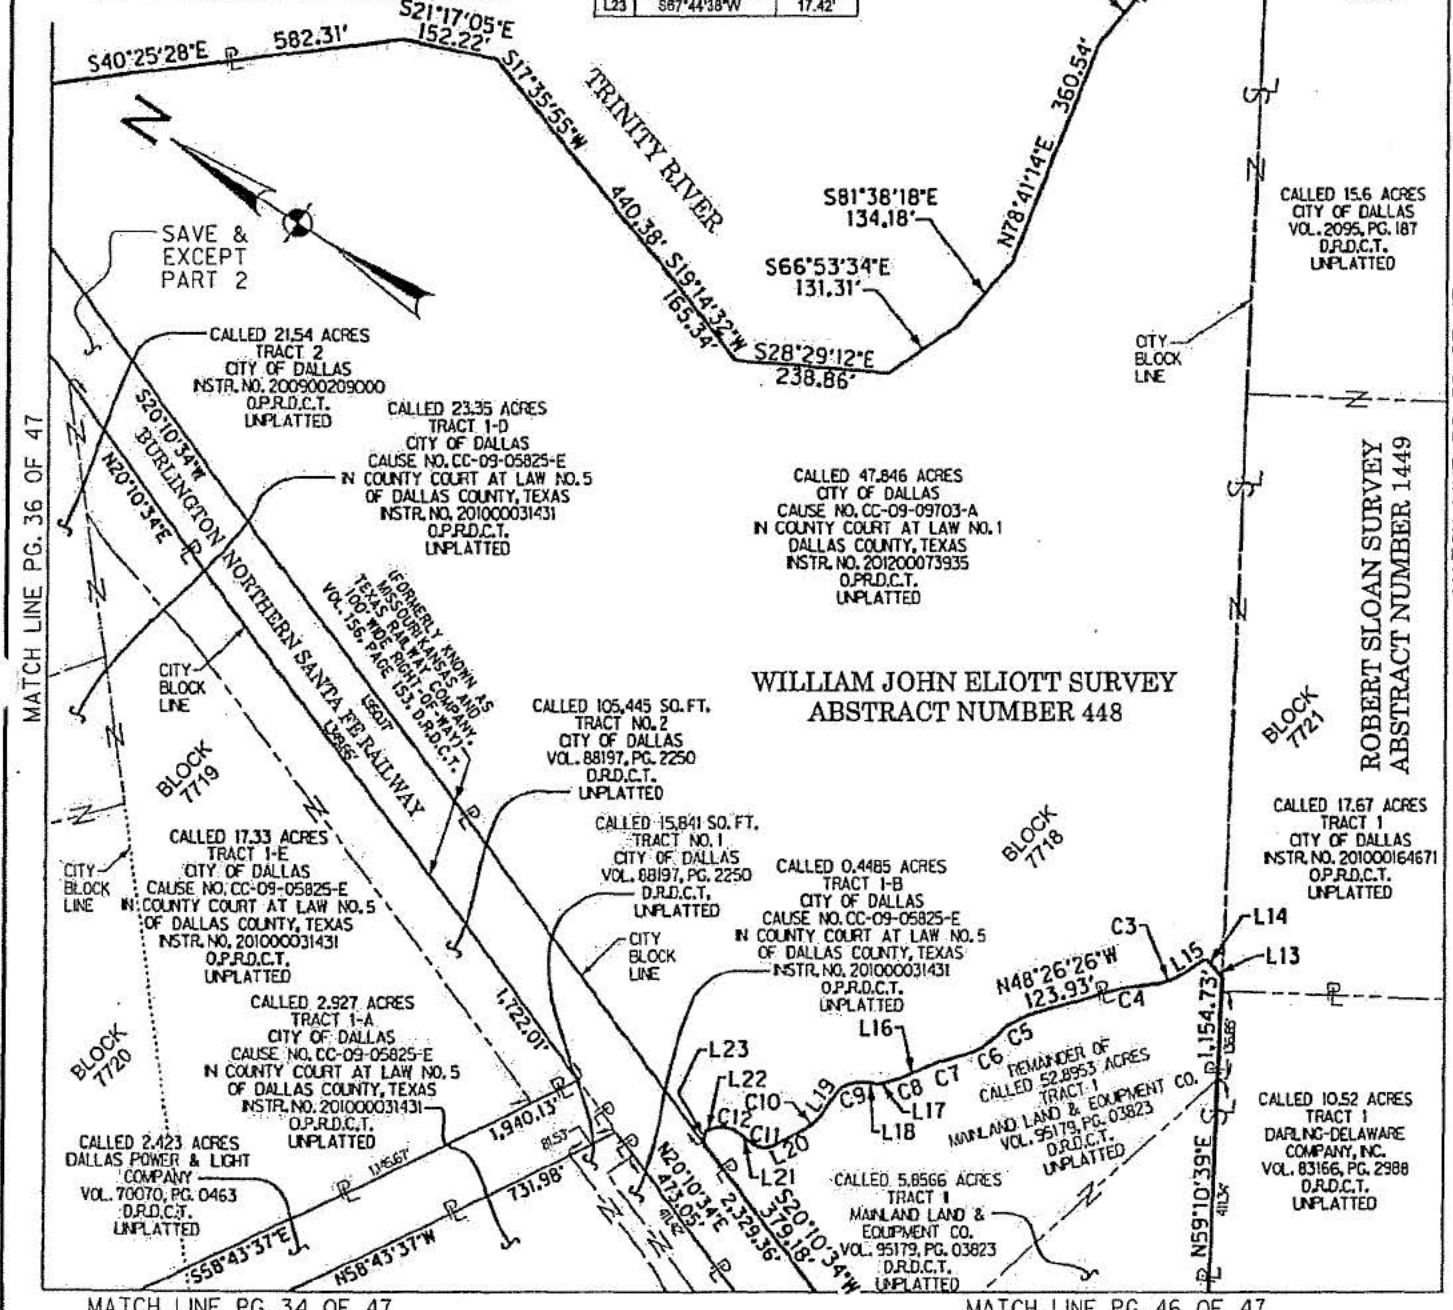 L23 S67°44'38"W 17.42'
S40°25'28"E 582.31'
S21°17'05"E
152.22'
S17°35'55"W
440.38'
TRINITY RIVER
S19°14'32"W
165.34'
S28°29'12"E
238.86'
S66°53'34"E
131.31'
S81°38'18"E
134.18'
N78°41'14"E 360.54'
N
SAVE &
EXCEPT
PART 2
CALLED 15.6 ACRES
CITY OF DALLAS
VOL. 2095, PG. 187
D.R.D.C.T.
UNPLATTED
CITY
BLOCK
LINE
CALLED 21.54 ACRES
TRACT 2
CITY OF DALLAS
INSTR. NO. 200900209000
O.P.R.D.C.T.
UNPLATTED
CALLED 23.35 ACRES
TRACT 1-D
CITY OF DALLAS
CAUSE NO. CC-09-05825-E
IN COUNTY COURT AT LAW NO. 5
OF DALLAS COUNTY, TEXAS
INSTR. NO. 201000031431
O.P.R.D.C.T.
UNPLATTED
CALLED 47.846 ACRES
CITY OF DALLAS
CAUSE NO. CC-09-09703-A
IN COUNTY COURT AT LAW NO. 1
DALLAS COUNTY, TEXAS
INSTR. NO. 201200073935
O.P.R.D.C.T.
UNPLATTED
MATCH LINE PG. 36 OF 47
S20°10'34"W
BURLINGTON NORTHERN SANTA FE RAILWAY
N20°10'34"E
(FORMERLY KNOWN AS
MISSOURI KANSAS AND
TEXAS RAILWAY COMPANY,
100' WIDE RIGHT-OF-WAY)
VOL. 156, PAGE 153, D.R.D.C.T.
ROBERT SLOAN SURVEY
ABSTRACT NUMBER 1449
WILLIAM JOHN ELIOTT SURVEY
ABSTRACT NUMBER 448
CITY
BLOCK
LINE
BLOCK
7719
BLOCK
7721
BLOCK
7718
CALLED 105,445 SO. FT.
TRACT NO. 2
CITY OF DALLAS
VOL. 88197, PG. 2250
D.R.D.C.T.
UNPLATTED
CALLED 15,841 SO. FT.
TRACT NO. 1
CITY OF DALLAS
VOL. 88197, PG. 2250
D.R.D.C.T.
UNPLATTED
CALLED 17.67 ACRES
TRACT 1
CITY OF DALLAS
INSTR. NO. 201000164671
O.P.R.D.C.T.
UNPLATTED
CALLED 17.33 ACRES
TRACT 1-E
CITY OF DALLAS
CAUSE NO. CC-09-05825-E
IN COUNTY COURT AT LAW NO. 5
OF DALLAS COUNTY, TEXAS
INSTR. NO. 201000031431
O.P.R.D.C.T.
UNPLATTED
CITY
BLOCK
LINE
CALLED 0.4485 ACRES
TRACT 1-B
CITY OF DALLAS
CAUSE NO. CC-09-05825-E
IN COUNTY COURT AT LAW NO. 5
OF DALLAS COUNTY, TEXAS
INSTR. NO. 201000031431
O.P.R.D.C.T.
UNPLATTED
CITY
BLOCK
LINE
C3
L15
L14
L13
N48°26'26"W
123.93'
C4
C5
C6
C7
C8
L16
L17
L18
C9
L19
C10
L20
C11
L21
C12
L22
L23
CALLED 2.927 ACRES
TRACT 1-A
CITY OF DALLAS
CAUSE NO. CC-09-05825-E
IN COUNTY COURT AT LAW NO. 5
OF DALLAS COUNTY, TEXAS
INSTR. NO. 201000031431
O.P.R.D.C.T.
UNPLATTED
BLOCK
7720
1,722.01'
1,154.73'
REMAINDER OF
CALLED 52.8953 ACRES
TRACT 1
MAINLAND LAND & EQUIPMENT CO.
VOL. 95179, PG. 03823
D.R.D.C.T.
UNPLATTED
CALLED 10.52 ACRES
TRACT 1
DARLING-DELAWARE
COMPANY, INC.
VOL. 83166, PG. 2988
D.R.D.C.T.
UNPLATTED
CALLED 2.423 ACRES
DALLAS POWER & LIGHT
COMPANY
VOL. 70070, PG. 0463
D.R.D.C.T.
UNPLATTED
1,940.13'
81.53'
731.98'
S58°43'37"E
N58°43'37"W
N20°10'34"E
473.05'
2,329.36'
S20°10'34"W
379.18'
CALLED 5.8566 ACRES
TRACT 1
MAINLAND LAND &
EQUIPMENT CO.
VOL. 95179, PG. 03823
D.R.D.C.T.
UNPLATTED
N59°10'39"E
MATCH LINE PG. 34 OF 47
MATCH LINE PG. 46 OF 47